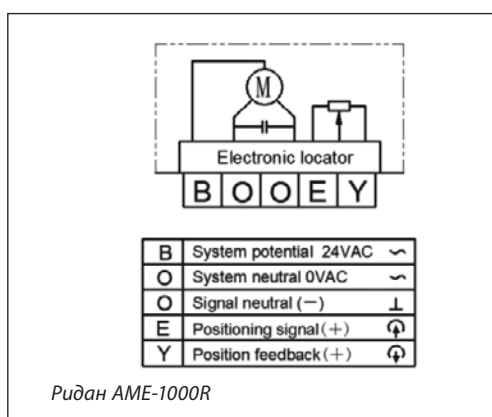 M
Electronic locator
B O O E Y
B System potential 24VAC ∽
O System neutral 0VAC ∽
O Signal neutral (—) ⊥
E Positioning signal (+)
Y Position feedback (+)
Ридан AME-1000R